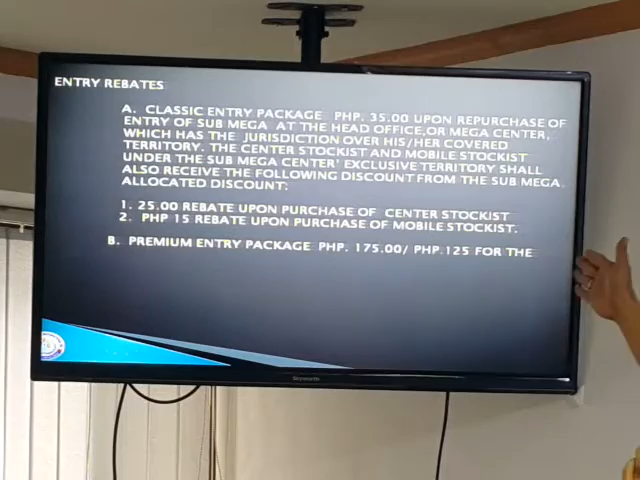 ENTRY REBATES
A. CLASSIC ENTRY PACKAGE PHP. 35.00 UPON REPURCHASE OF
ENTRY OF SUB MEGA AT THE HEAD OFFICE,OR MEGA CENTER,
WHICH HAS THE JURISDICTION OVER HIS/HER COVERED
TERRITORY. THE CENTER STOCKIST AND MOBILE STOCKIST
UNDER THE SUB MEGA CENTER' EXCLUSIVE TERRITORY SHALL
ALSO RECEIVE THE FOLLOWING DISCOUNT FROM THE SUB MEGA
ALLOCATED DISCOUNT:
1. 25.00 REBATE UPON PURCHASE OF CENTER STOCKIST
2. PHP 15 REBATE UPON PURCHASE OF MOBILE STOCKIST.
B. PREMIUM ENTRY PACKAGE PHP. 175.00/ PHP.125 FOR THE
Skyworth